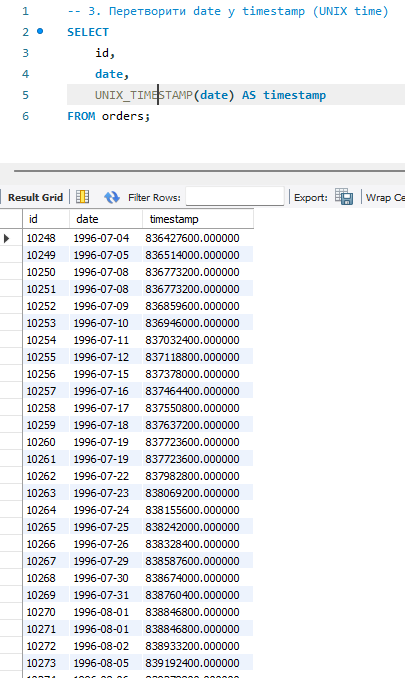 1 -- 3. Перетворити date у timestamp (UNIX time)
2 SELECT
3 id,
4 date,
5 UNIX_TIMESTAMP(date) AS timestamp
6 FROM orders;
Result Grid Filter Rows: Export: Wrap Ce
id date timestamp
10248 1996-07-04 836427600.000000
10249 1996-07-05 836514000.000000
10250 1996-07-08 836773200.000000
10251 1996-07-08 836773200.000000
10252 1996-07-09 836859600.000000
10253 1996-07-10 836946000.000000
10254 1996-07-11 837032400.000000
10255 1996-07-12 837118800.000000
10256 1996-07-15 837378000.000000
10257 1996-07-16 837464400.000000
10258 1996-07-17 837550800.000000
10259 1996-07-18 837637200.000000
10260 1996-07-19 837723600.000000
10261 1996-07-19 837723600.000000
10262 1996-07-22 837982800.000000
10263 1996-07-23 838069200.000000
10264 1996-07-24 838155600.000000
10265 1996-07-25 838242000.000000
10266 1996-07-26 838328400.000000
10267 1996-07-29 838587600.000000
10268 1996-07-30 838674000.000000
10269 1996-07-31 838760400.000000
10270 1996-08-01 838846800.000000
10271 1996-08-01 838846800.000000
10272 1996-08-02 838933200.000000
10273 1996-08-05 839192400.000000